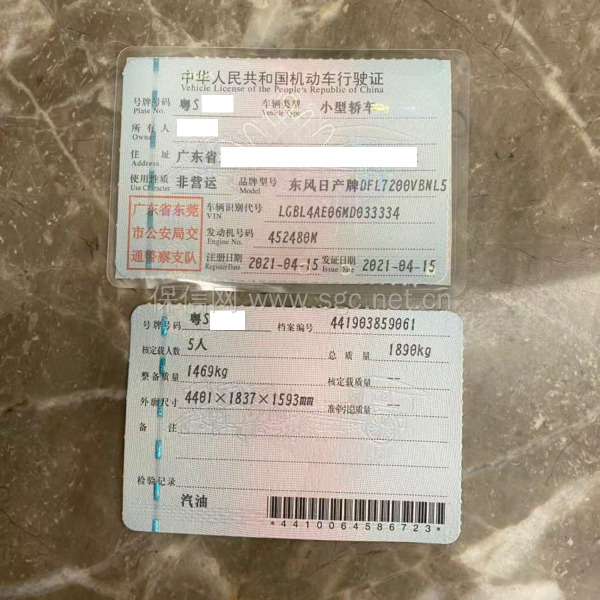 中华人民共和国机动车行驶证
Vehicle License of the People's Republic of China
号牌号码 粤S 车辆类型 小型轿车
Plate No. Vehicle Type
所有人
Owner
住 址 广东省
Address
使用性质 非营运 品牌型号 东风日产牌DFL7200VBNL5
Use Character Model
广东省东莞
市公安局交
通警察支队
车辆识别代号 LGBL4AE06MD033334
VIN
发动机号码 452480M
Engine No.
注册日期 2021-04-15 发证日期 2021-04-15
Register Date Issue Date
保信网 www.sgc.net.cn
号牌号码 粤S 档案编号 441903859061
核定载人数 5人 总 质 量 1890kg
整备质量 1469kg 核定载质量 --
外廓尺寸 4401×1837×1593mm 准牵引总质量 --
备 注
检验记录
汽油
*4410064586723*